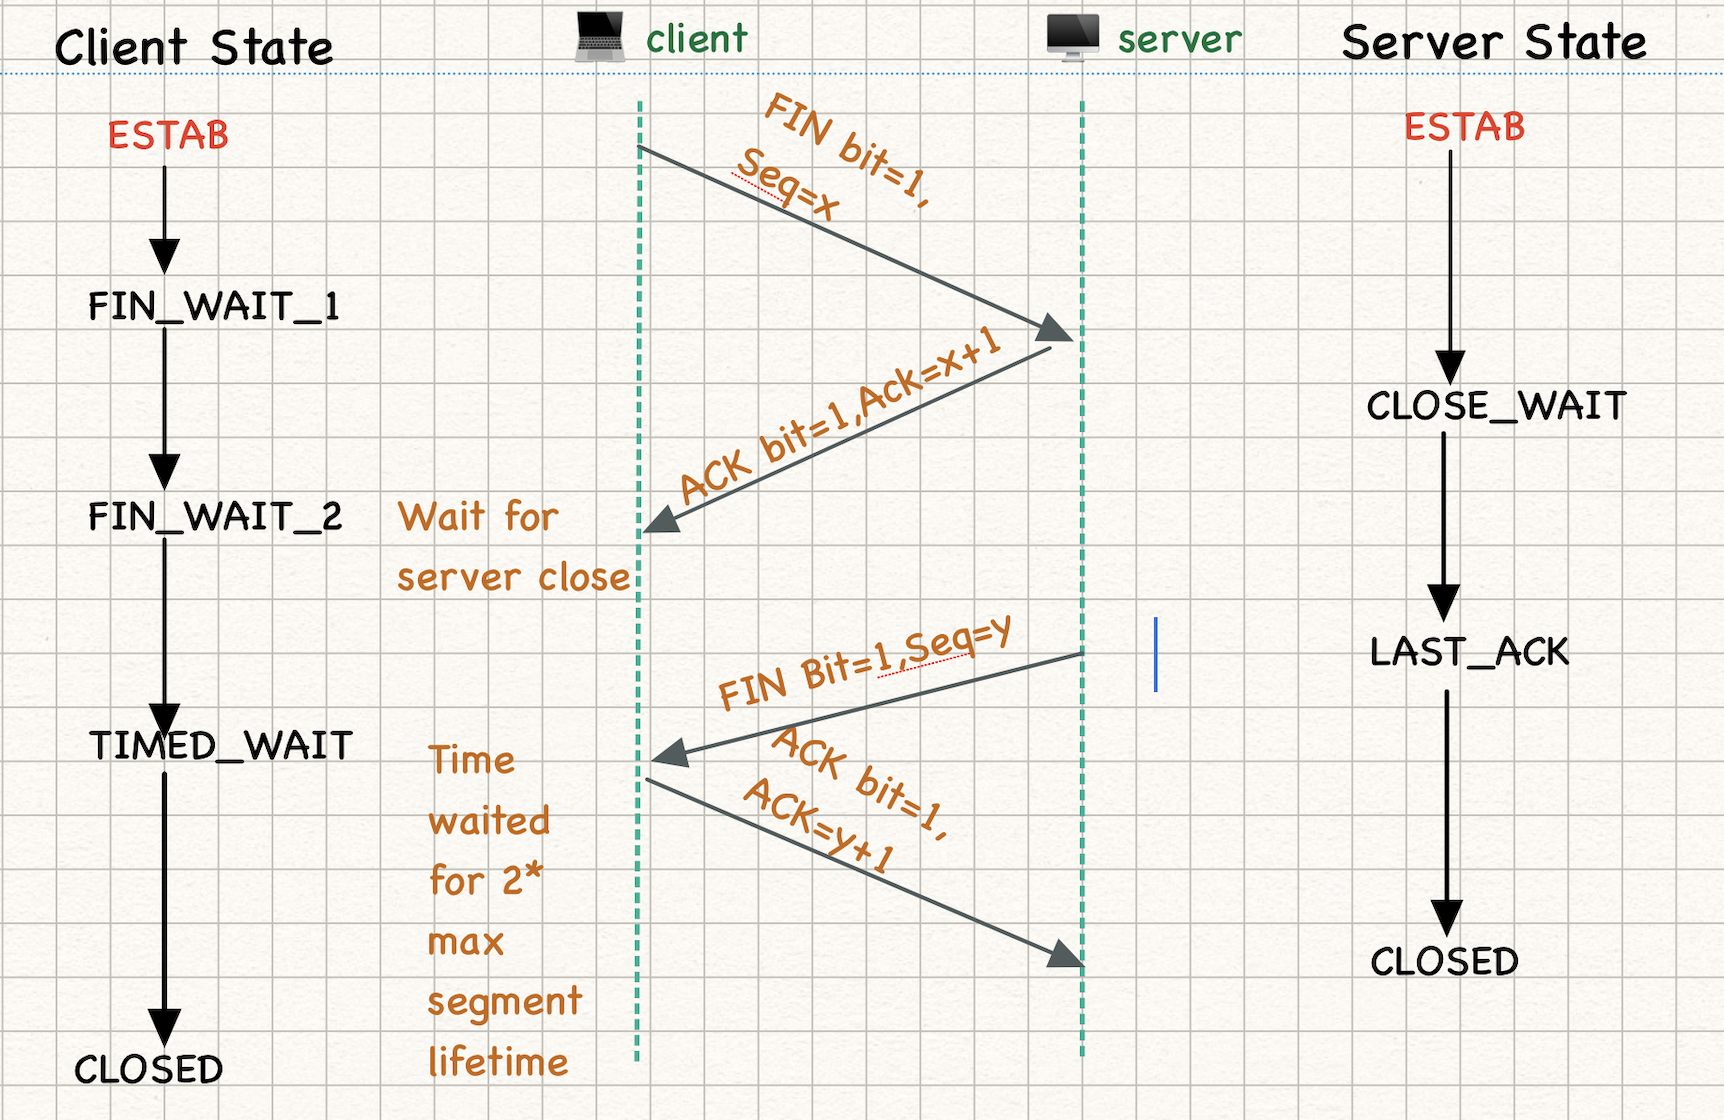 Client State
client
server
Server State
ESTAB
FIN bit=1,
Seq=x
ESTAB
FIN_WAIT_1
ACK bit=1,Ack=x+1
CLOSE_WAIT
FIN_WAIT_2
Wait for
server close
FIN Bit=1,Seq=y
LAST_ACK
TIMED_WAIT
Time
waited
for 2*
max
segment
lifetime
ACK bit=1,
ACK=y+1
CLOSED
CLOSED